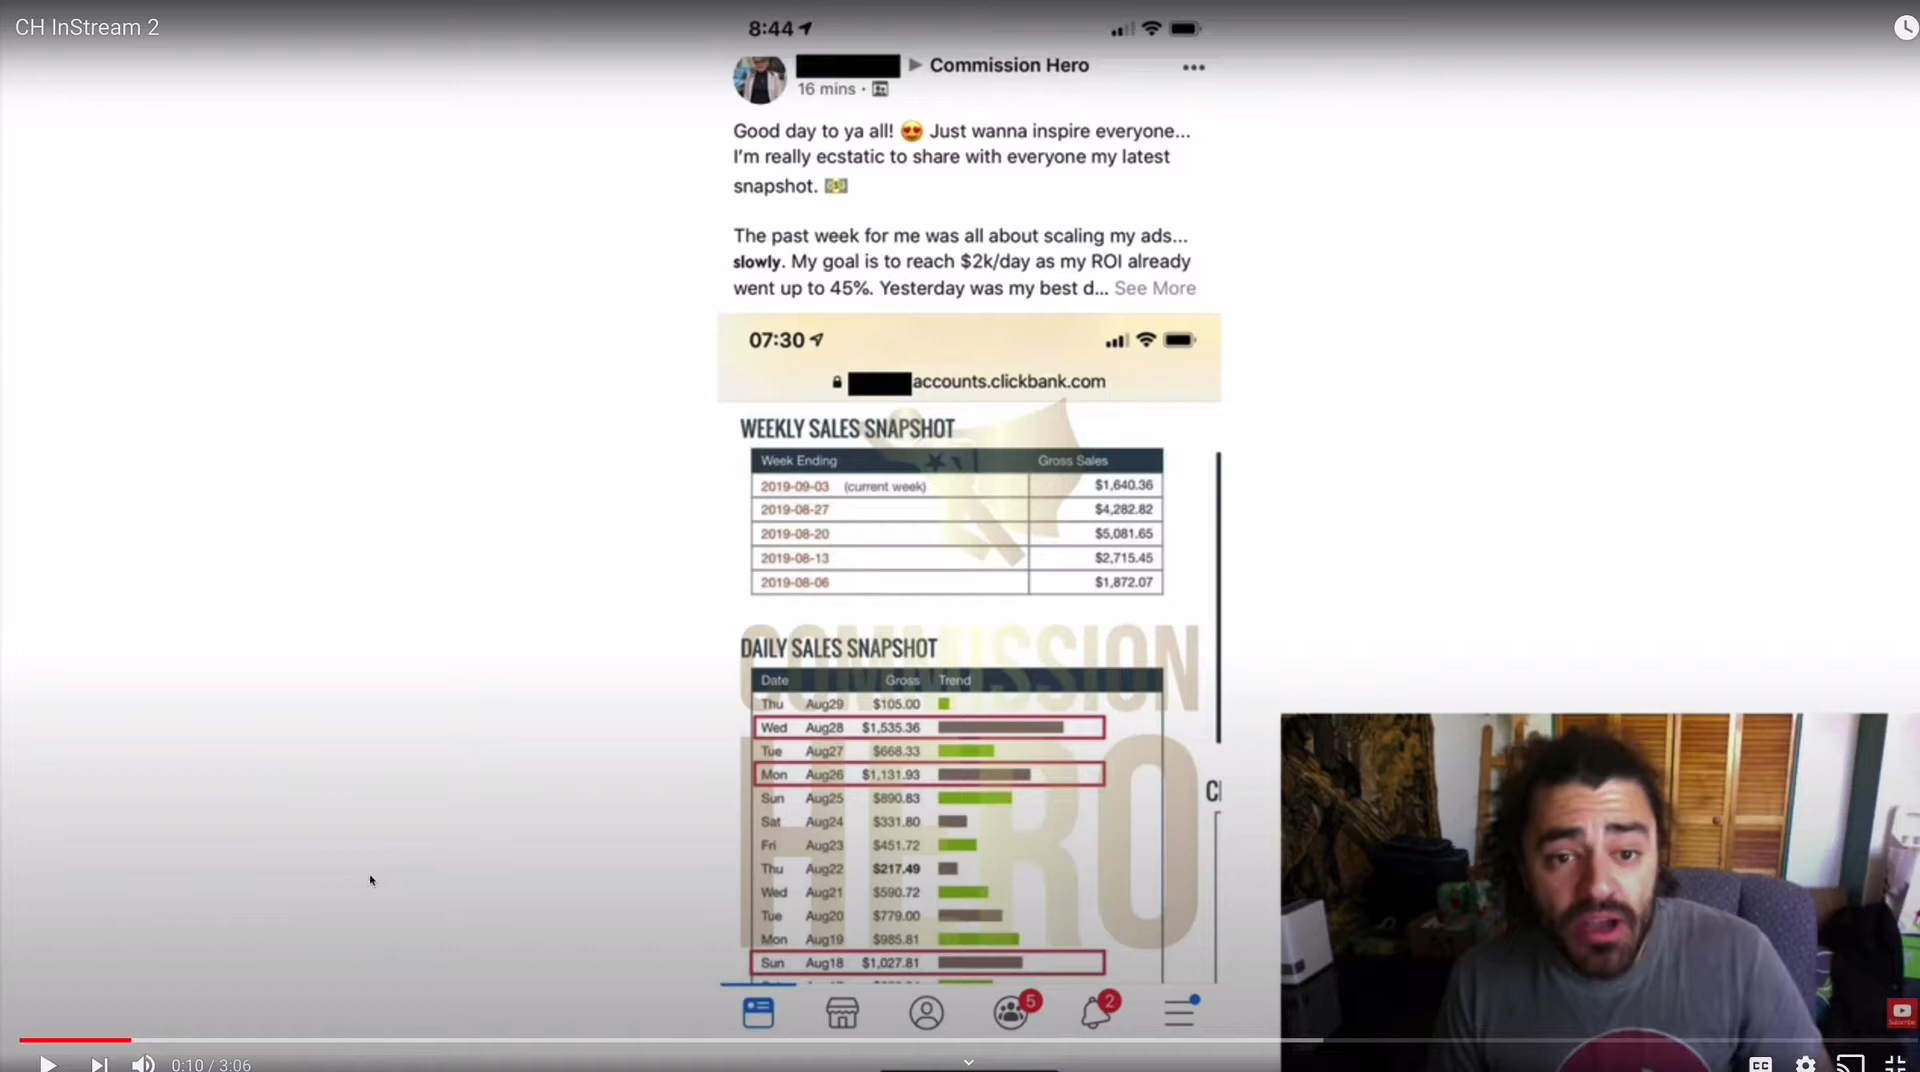 CH InStream 2
8:44
Commission Hero
16 mins ·
Good day to ya all! 😍 Just wanna inspire everyone...
I'm really ecstatic to share with everyone my latest
snapshot. 💵
The past week for me was all about scaling my ads...
slowly. My goal is to reach $2k/day as my ROI already
went up to 45%. Yesterday was my best d... See More
07:30
accounts.clickbank.com
WEEKLY SALES SNAPSHOT
Week Ending Gross Sales
2019-09-03 (current week) $1,640.36
2019-08-27 $4,282.82
2019-08-20 $5,081.65
2019-08-13 $2,715.45
2019-08-06 $1,872.07
COMMISSION
HERO
DAILY SALES SNAPSHOT
Date Gross Trend
Thu Aug29 $105.00
Wed Aug28 $1,535.36
Tue Aug27 $668.33
Mon Aug26 $1,131.93
Sun Aug25 $890.83
Sat Aug24 $331.80
Fri Aug23 $451.72
Thu Aug22 $217.49
Wed Aug21 $590.72
Tue Aug20 $779.00
Mon Aug19 $985.81
Sun Aug18 $1,027.81
5
2
Subscribe
0:10 / 3:06
CC